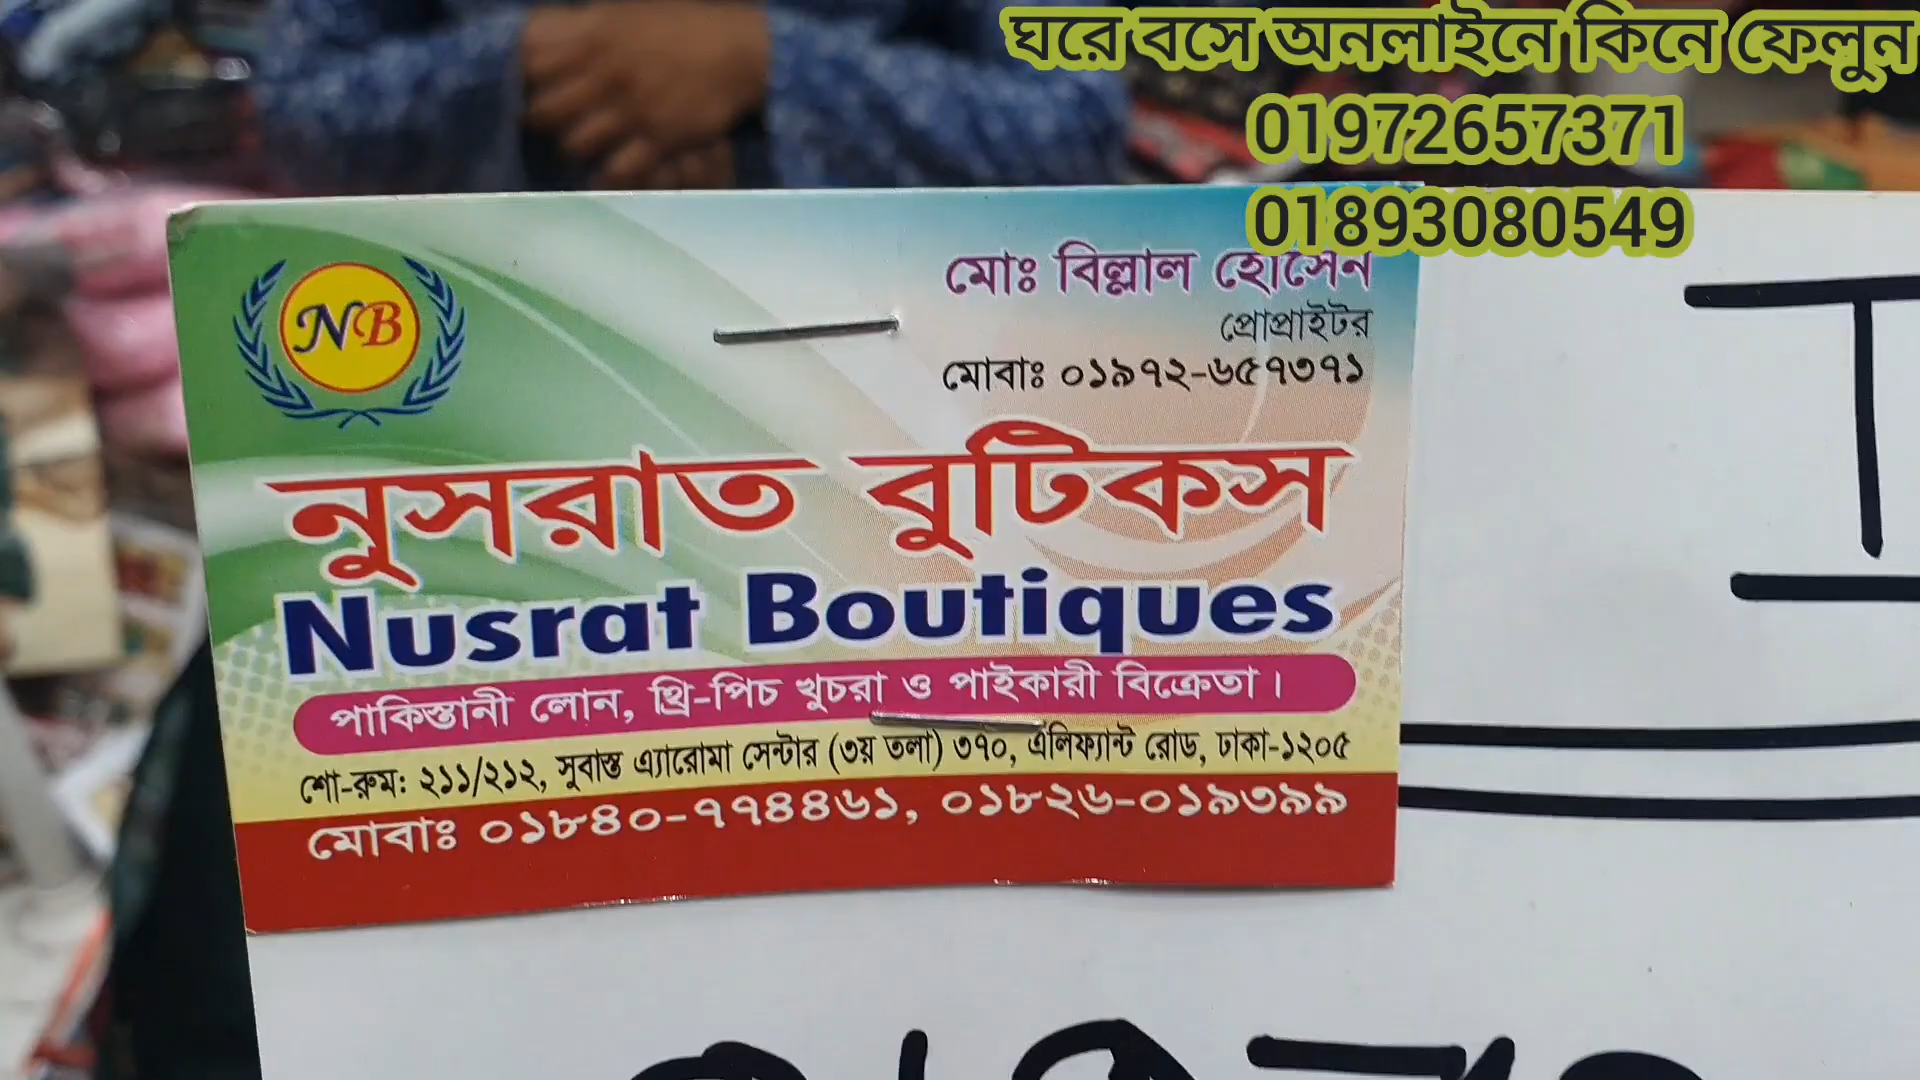 ঘরে বসে অনলাইনে কিনে ফেলুন
01972657371
01893080549
NB
মোঃ বিল্লাল হোসেন
প্রোপ্রাইটর
মোবাঃ ০১৯৭২-৬৫৭৩৭১
নুসরাত বুটিকস
Nusrat Boutiques
পাকিস্তানী লোন, থ্রি-পিচ খুচরা ও পাইকারী বিক্রেতা।
শো-রুম: ২১১/২১২, সুবাস্ত এ্যারোমা সেন্টার (৩য় তলা) ৩৭০, এলিফ্যান্ট রোড, ঢাকা-১২০৫
মোবাঃ ০১৮৪০-৭৭৪৪৬১, ০১৮২৬-০১৯৩৯৯